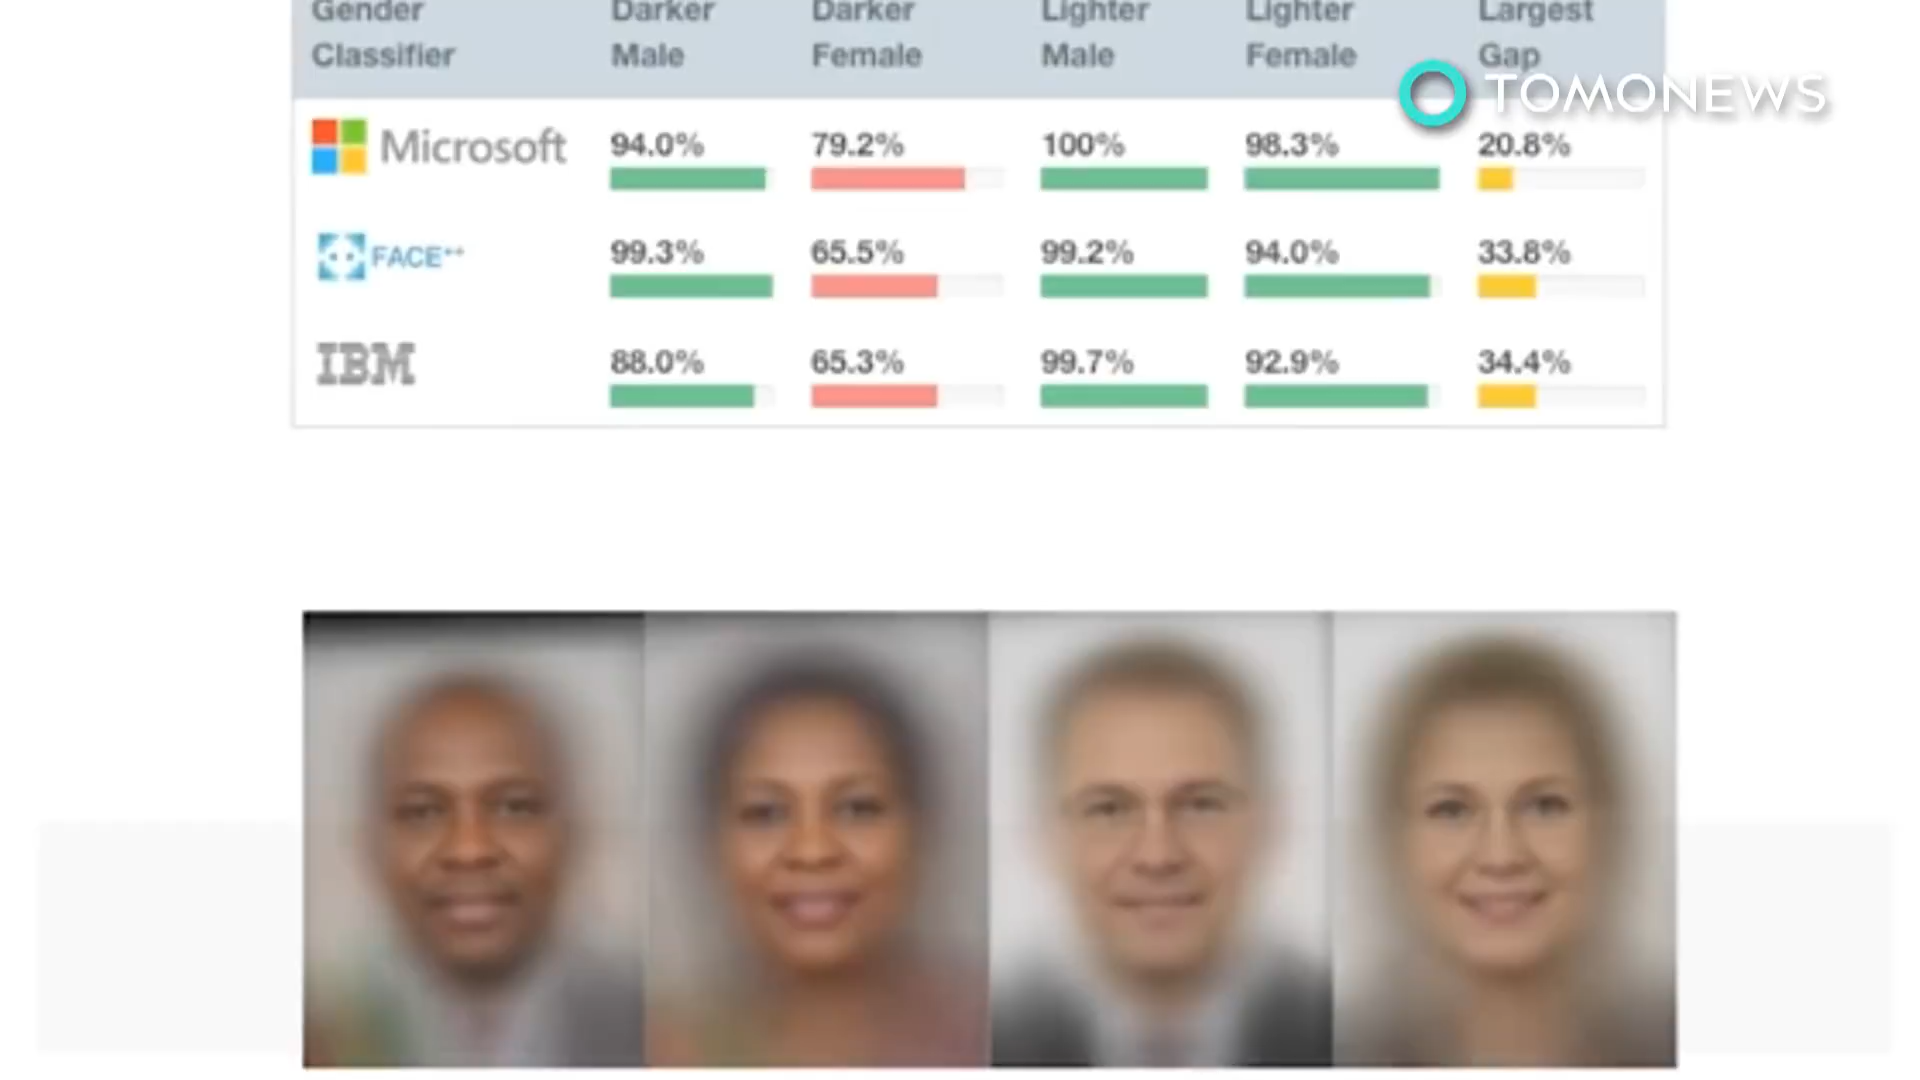 Gender Darker Darker Lighter Lighter Largest
Classifier Male Female Male Female Gap
TOMONEWS
Microsoft 94.0% 79.2% 100% 98.3% 20.8%
FACE++ 99.3% 65.5% 99.2% 94.0% 33.8%
IBM 88.0% 65.3% 99.7% 92.9% 34.4%